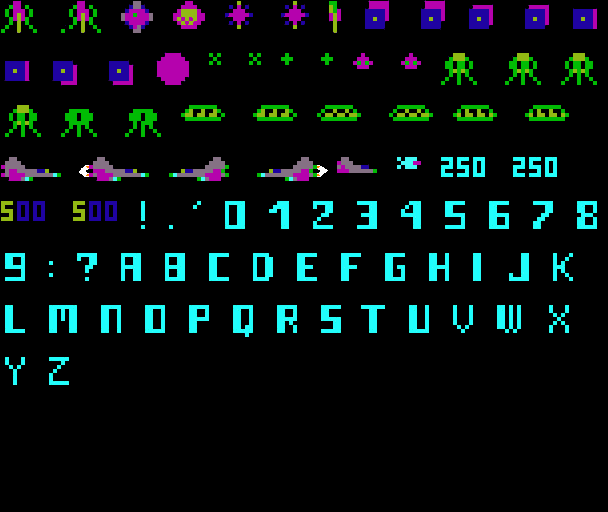 250 250
500 500 ! . ' 0 1 2 3 4 5 6 7 8
9 : ? A B C D E F G H I J K
L M N O P Q R S T U V W X
Y Z